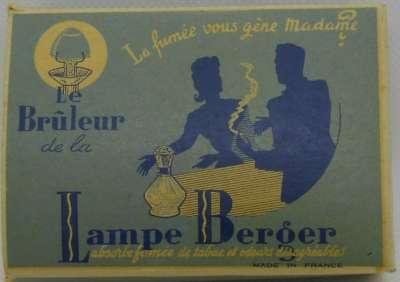 La fumée vous gène Madame ?
Le
Brûleur
de la
Lampe Berger
absorbe fumée de tabac et odeurs désagréables
MADE IN FRANCE